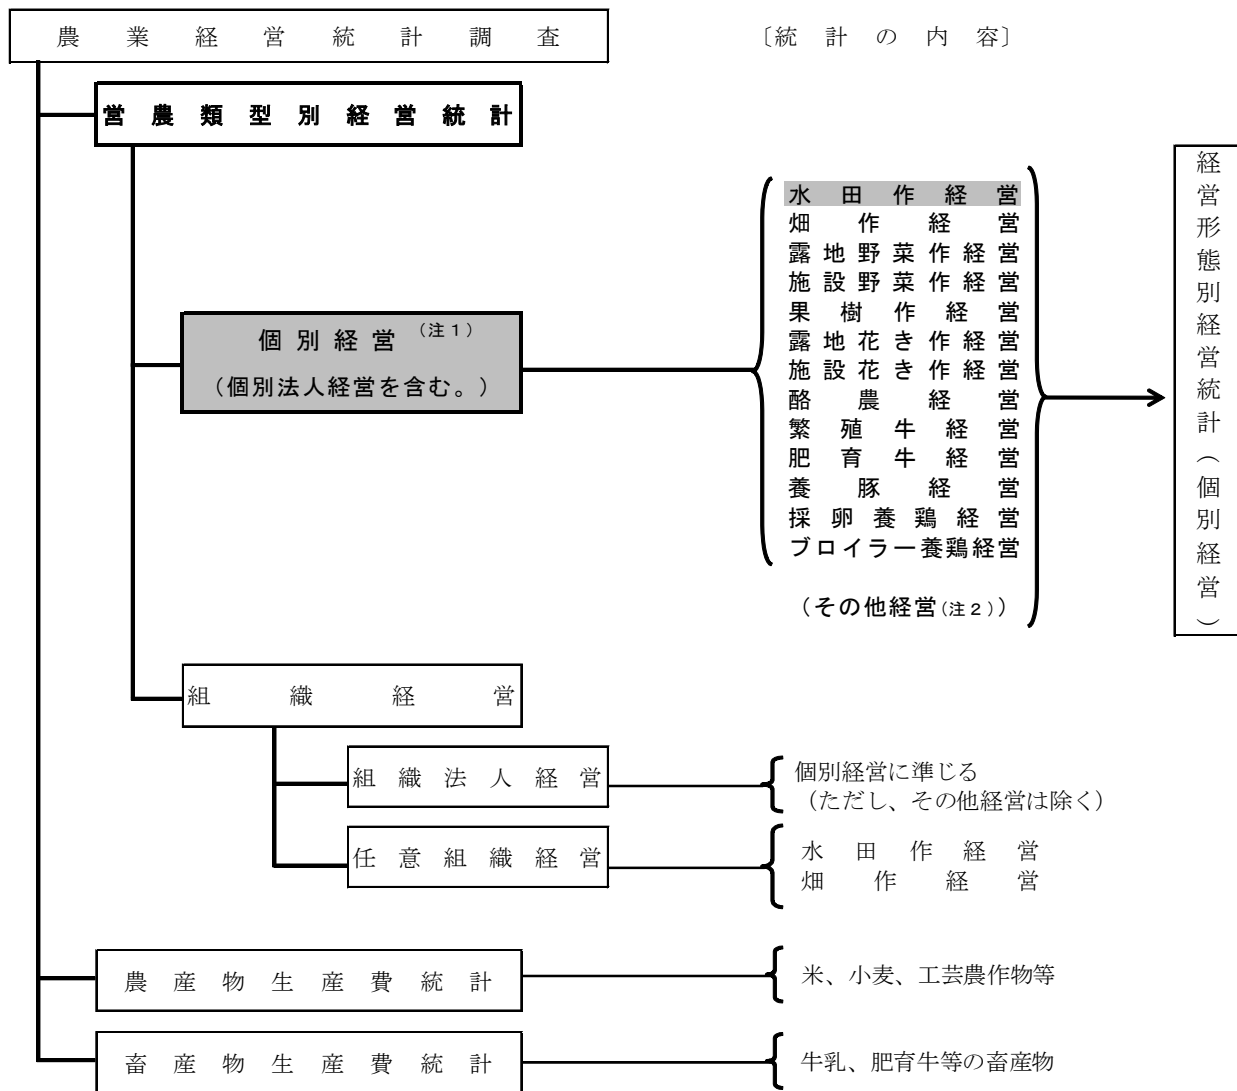 農業経営統計調査
〔統計の内容〕
営農類型別経営統計
個別経営（注１）
（個別法人経営を含む。）
水田作経営
畑作経営
露地野菜作経営
施設野菜作経営
果樹作経営
露地花き作経営
施設花き作経営
酪農経営
繁殖牛経営
肥育牛経営
養豚経営
採卵養鶏経営
ブロイラー養鶏経営
（その他経営（注２））
経営形態別経営統計（個別経営）
組織経営
組織法人経営
個別経営に準じる
（ただし、その他経営は除く）
任意組織経営
水田作経営
畑作経営
農産物生産費統計
米、小麦、工芸農作物等
畜産物生産費統計
牛乳、肥育牛等の畜産物